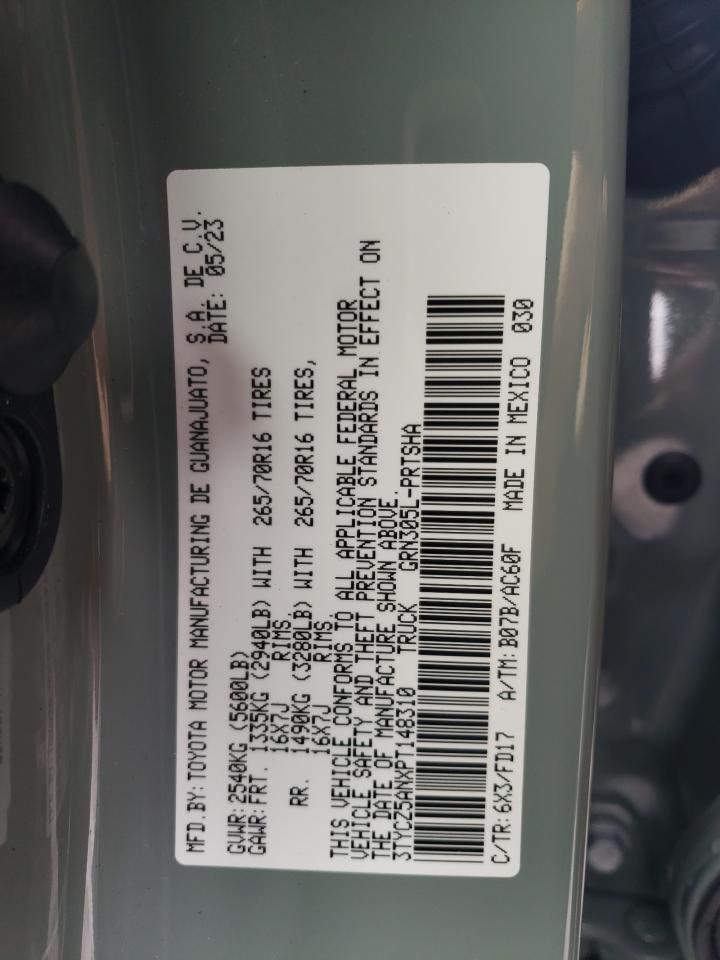 MFD.BY: TOYOTA MOTOR MANUFACTURING DE GUANAJUATO, S.A. DE C.V.
DATE: 05/23
GVWR: 2540KG (5600LB)
GAWR: FRT. 1335KG (2940LB) WITH 265/70R16 TIRES
16X7J RIMS.
RR. 1490KG (3280LB) WITH 265/70R16 TIRES,
16X7J RIMS.
THIS VEHICLE CONFORMS TO ALL APPLICABLE FEDERAL MOTOR
VEHICLE SAFETY AND THEFT PREVENTION STANDARDS IN EFFECT ON
THE DATE OF MANUFACTURE SHOWN ABOVE.
3TYCZ5ANXPT148310 TRUCK GRN305L-PRTSHA
C/TR: 6X3/FD17 A/TM: B07B/AC60F MADE IN MEXICO 030